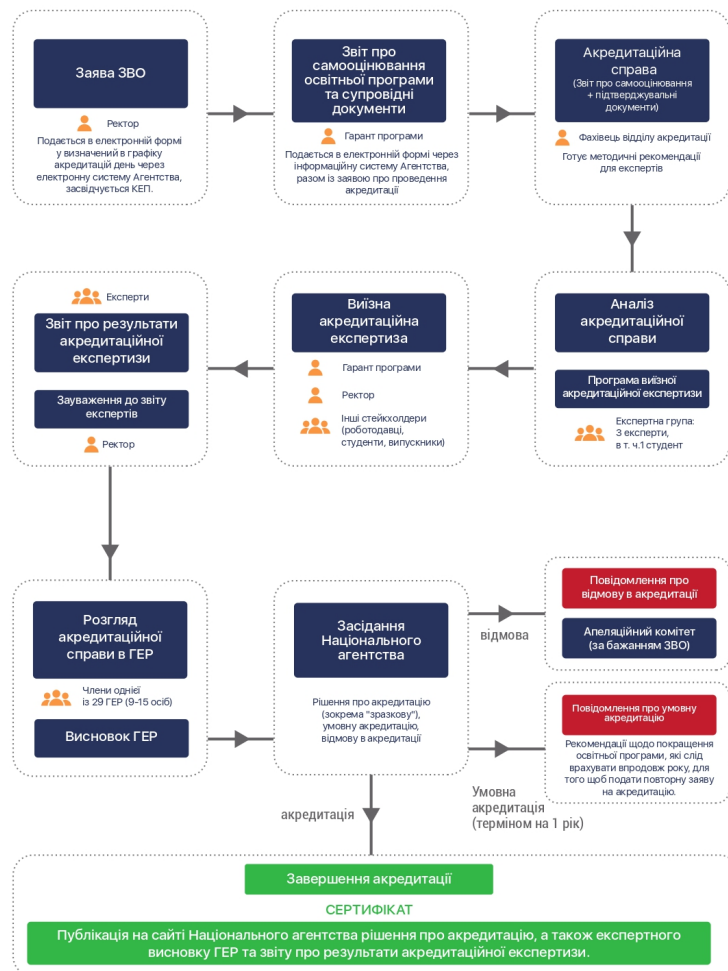 Заява ЗВО
Ректор
Подається в електронній формі
у визначений в графіку
акредитацій день через
електронну систему Агентства,
засвідчується КЕП.
Звіт про
самооцінювання
освітньої програми
та супровідні
документи
Гарант програми
Подається в електронній формі через
інформаційну систему Агентства,
разом із заявою про проведення
акредитації
Акредитаційна
справа
(Звіт про самооцінювання
+ підтверджувальні
документи)
Фахівець відділу акредитації
Готує методичні рекомендації
для експертів
Експерти
Звіт про результати
акредитаційної
експертизи
Зауваження до звіту
експертів
Ректор
Виїзна
акредитаційна
експертиза
Гарант програми
Ректор
Інші стейкхолдери
(роботодавці,
студенти, випускники)
Аналіз
акредитаційної
справи
Програма виїзної
акредитаційної експертизи
Експертна група:
3 експерти,
в т. ч.1 студент
Розгляд
акредитаційної
справи в ГЕР
Члени однієї
із 29 ГЕР (9-15 осіб)
Висновок ГЕР
Засідання
Національного
агентства
Рішення про акредитацію
(зокрема "зразкову"),
умовну акредитацію,
відмову в акредитації
відмова
Повідомлення про
відмову в акредитації
Апеляційний комітет
(за бажанням ЗВО)
Повідомлення про умовну
акредитацію
Рекомендації щодо покращення
освітньої програми, які слід
врахувати впродовж року, для
того щоб подати повторну заяву
на акредитацію.
акредитація
Умовна
акредитація
(терміном на 1 рік)
Завершення акредитації
СЕРТИФІКАТ
Публікація на сайті Національного агентства рішення про акредитацію, а також експертного
висновку ГЕР та звіту про результати акредитаційної експертизи.